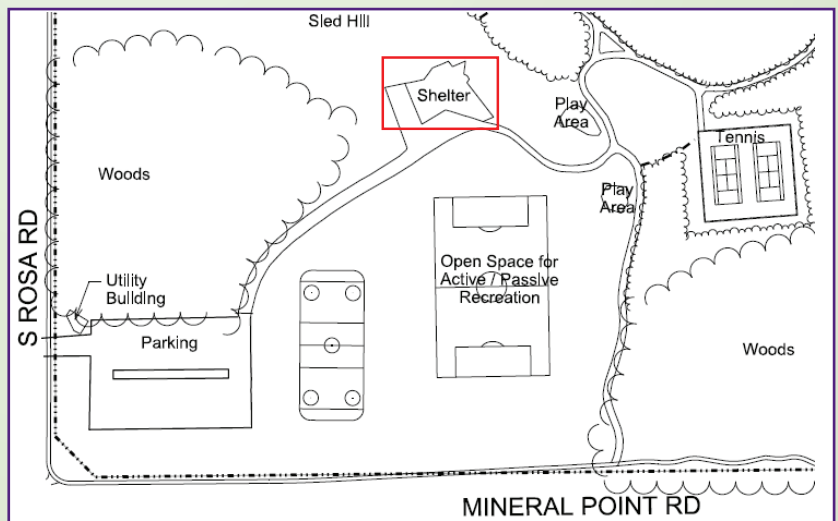 Sled Hill
Shelter
Play
Area
Tennis
Woods
Play
Area
S ROSA RD
Utility
Building
Open Space for
Active / Passive
Recreation
Parking
Woods
MINERAL POINT RD